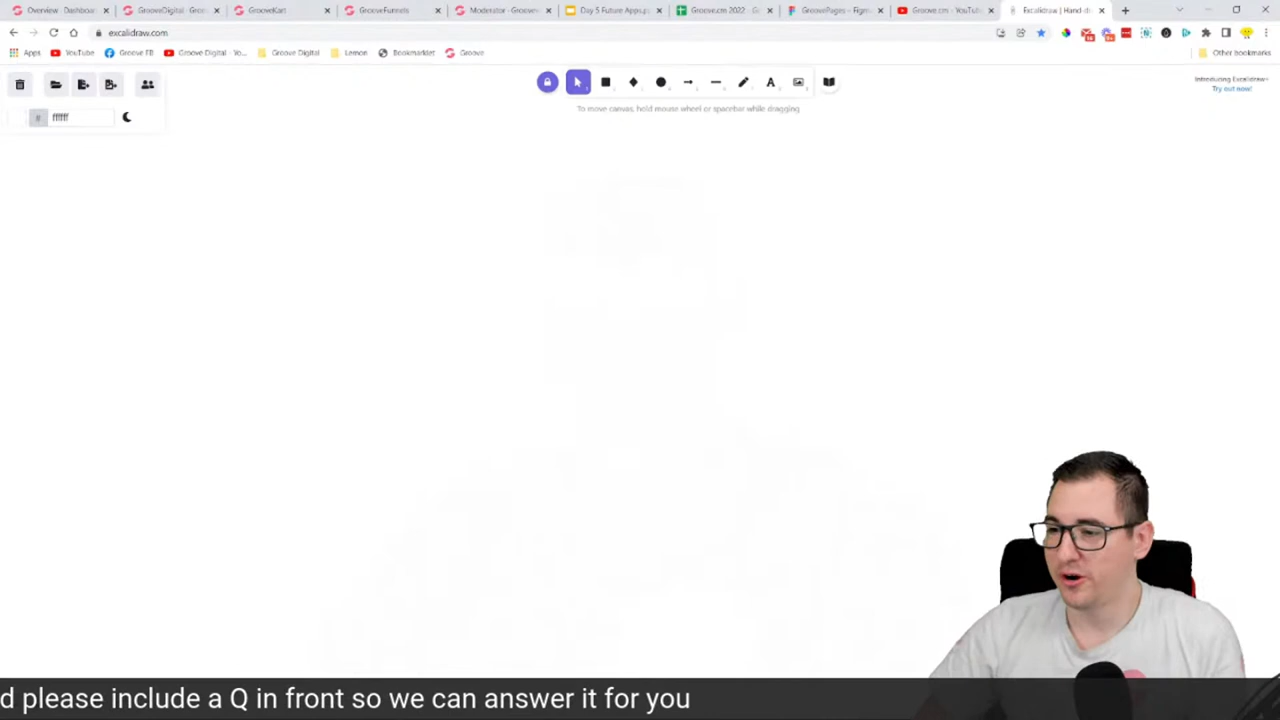 Overview - Dashboar
GrooveDigital - Groo
GrooveKart
GrooveFunnels
Moderator - Groove
Day 5 Future Apps.p
Groove.cm 2022 - G
GroovePages – Figm
Groove.cm - YouTub
Excalidraw | Hand-d
excalidraw.com
Apps
YouTube
Groove FB
Groove Digital - Yo...
Groove Digital
Lemon
Bookmarklet
Groove
Other bookmarks
Introducing Excalidraw+
Try out now!
To move canvas, hold mouse wheel or spacebar while dragging
# ffffff
d please include a Q in front so we can answer it for you